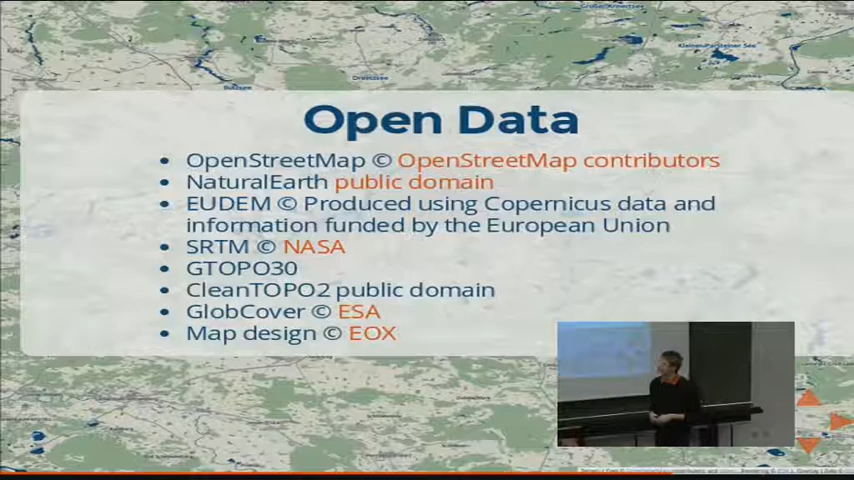 Open Data
OpenStreetMap © OpenStreetMap contributors
NaturalEarth public domain
EUDEM © Produced using Copernicus data and
information funded by the European Union
SRTM © NASA
GTOPO30
CleanTOPO2 public domain
GlobCover © ESA
Map design © EOX